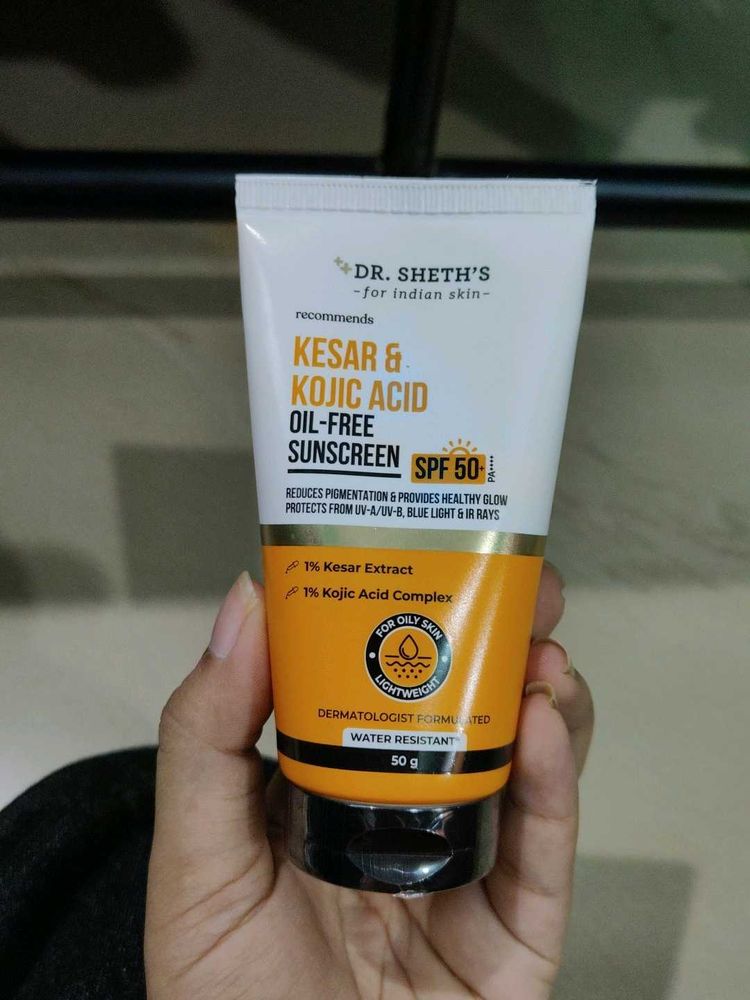 DR. SHETH'S
-for indian skin-
recommends
KESAR &
KOJIC ACID
OIL-FREE
SUNSCREEN
SPF 50+
PA++++
REDUCES PIGMENTATION & PROVIDES HEALTHY GLOW
PROTECTS FROM UV-A/UV-B, BLUE LIGHT & IR RAYS
1% Kesar Extract
1% Kojic Acid Complex
FOR OILY SKIN
LIGHTWEIGHT
DERMATOLOGIST FORMULATED
WATER RESISTANT*
50 g